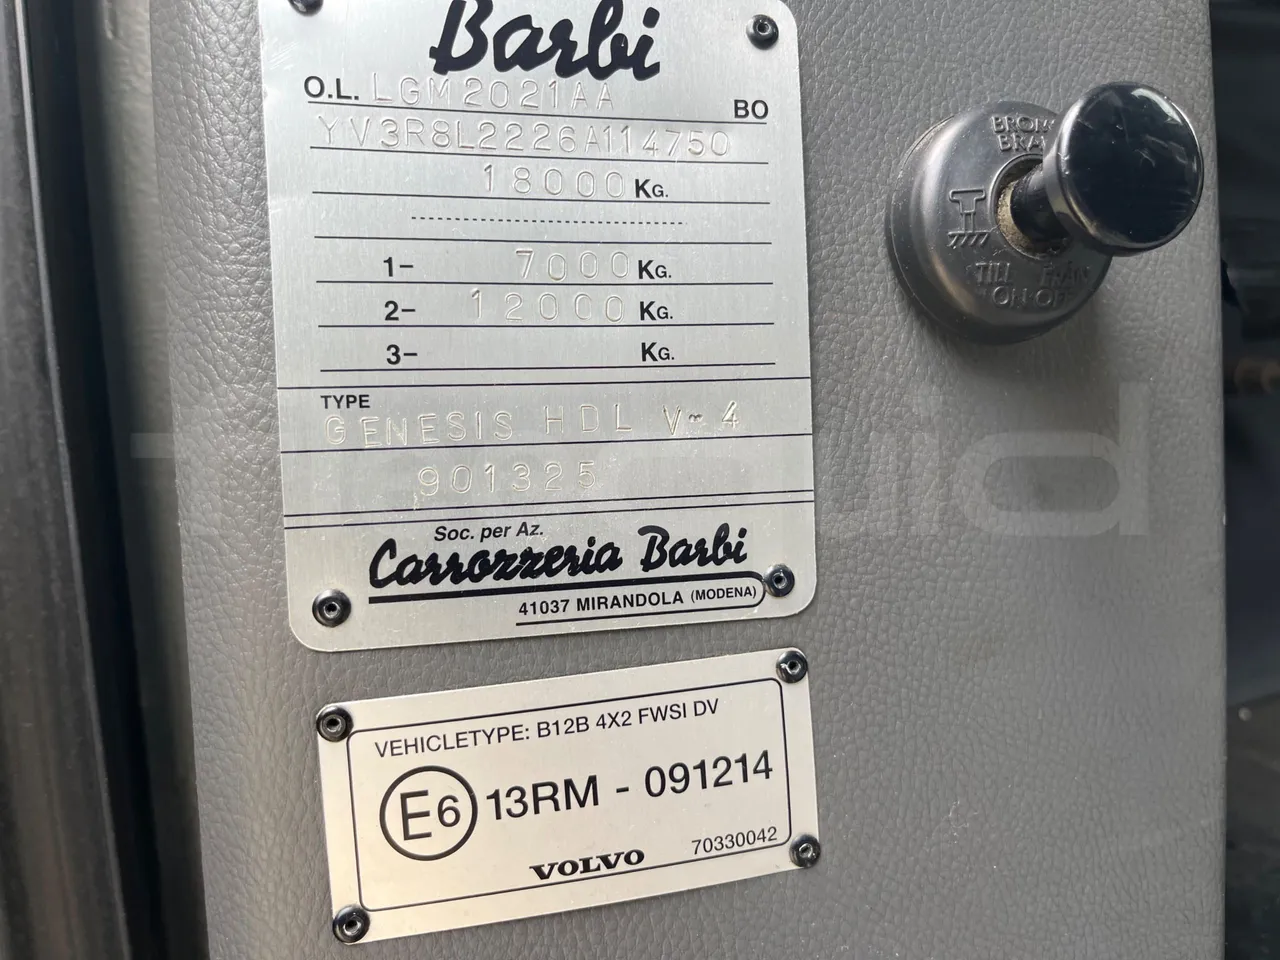 Barbi
O.L. LGM2021AA BO
YV3R8L2226A114750
18000 KG.
1- 7000 KG.
2- 12000 KG.
3- KG.
TYPE
GENESIS HDL V-4
901325
Soc. per Az.
Carrozzeria Barbi
41037 MIRANDOLA (MODENA)
VEHICLETYPE: B12B 4X2 FWSI DV
E6 13RM - 091214
VOLVO 70330042